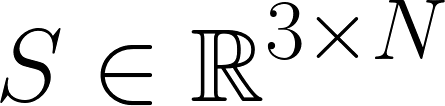 S ∈ ℝ^{3×N}